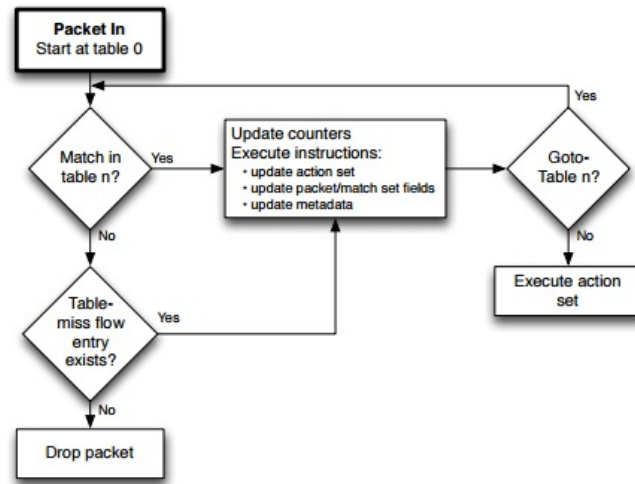 Packet In
Start at table 0
Yes
Update counters
Execute instructions:
• update action set
• update packet/match set fields
• update metadata
Match in
table n?
Yes
Goto-
Table n?
No
No
Execute action
set
Table-
miss flow
entry
exists?
Yes
No
Drop packet